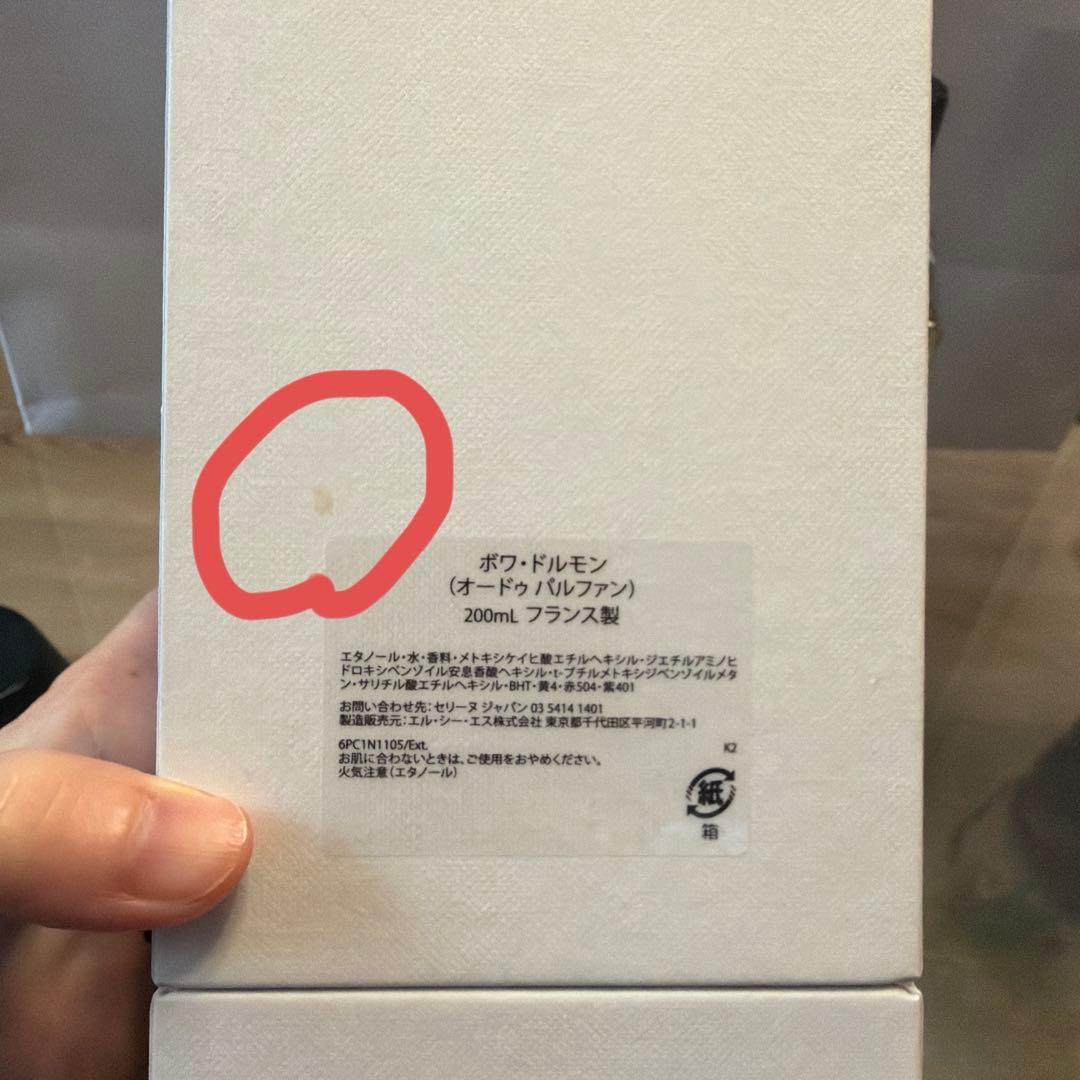 ボワ・ドルモン
(オードゥ パルファン)
200mL フランス製
エタノール・水・香料・メトキシケイヒ酸エチルヘキシル・ジエチルアミノヒ
ドロキシベンゾイル安息香酸ヘキシル・t-ブチルメトキシジベンゾイルメタ
ン・サリチル酸エチルヘキシル・BHT・黄4・赤504・紫401
お問い合わせ先:セリーヌ ジャパン 03 5414 1401
製造販売元:エル・シー・エス株式会社 東京都千代田区平河町2-1-1
6PC1N1105/Ext.
K2
お肌に合わないときは、ご使用をおやめください。
火気注意(エタノール)
紙
箱